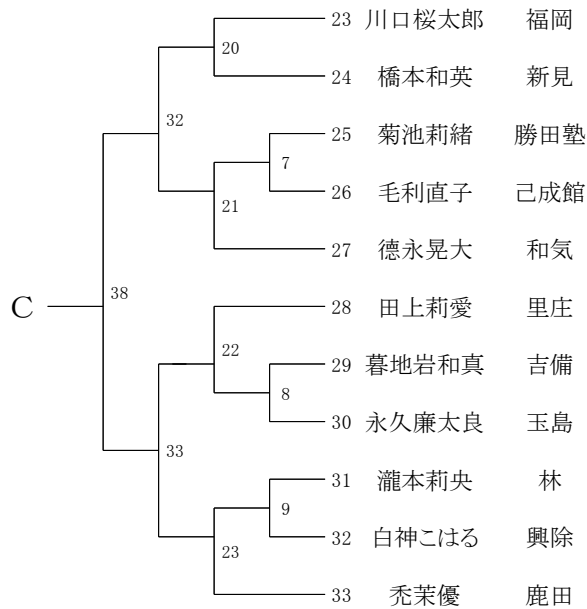 23 川口桜太郎 福岡
20
24 橋本和英 新見
32
25 菊池莉緒 勝田塾
7
26 毛利直子 己成館
21
27 德永晃大 和気
C 38
28 田上莉愛 里庄
22
29 暮地岩和真 吉備
8
30 永久廉太良 玉島
33
31 瀧本莉央 林
9
32 白神こはる 興除
23
33 禿茉優 鹿田